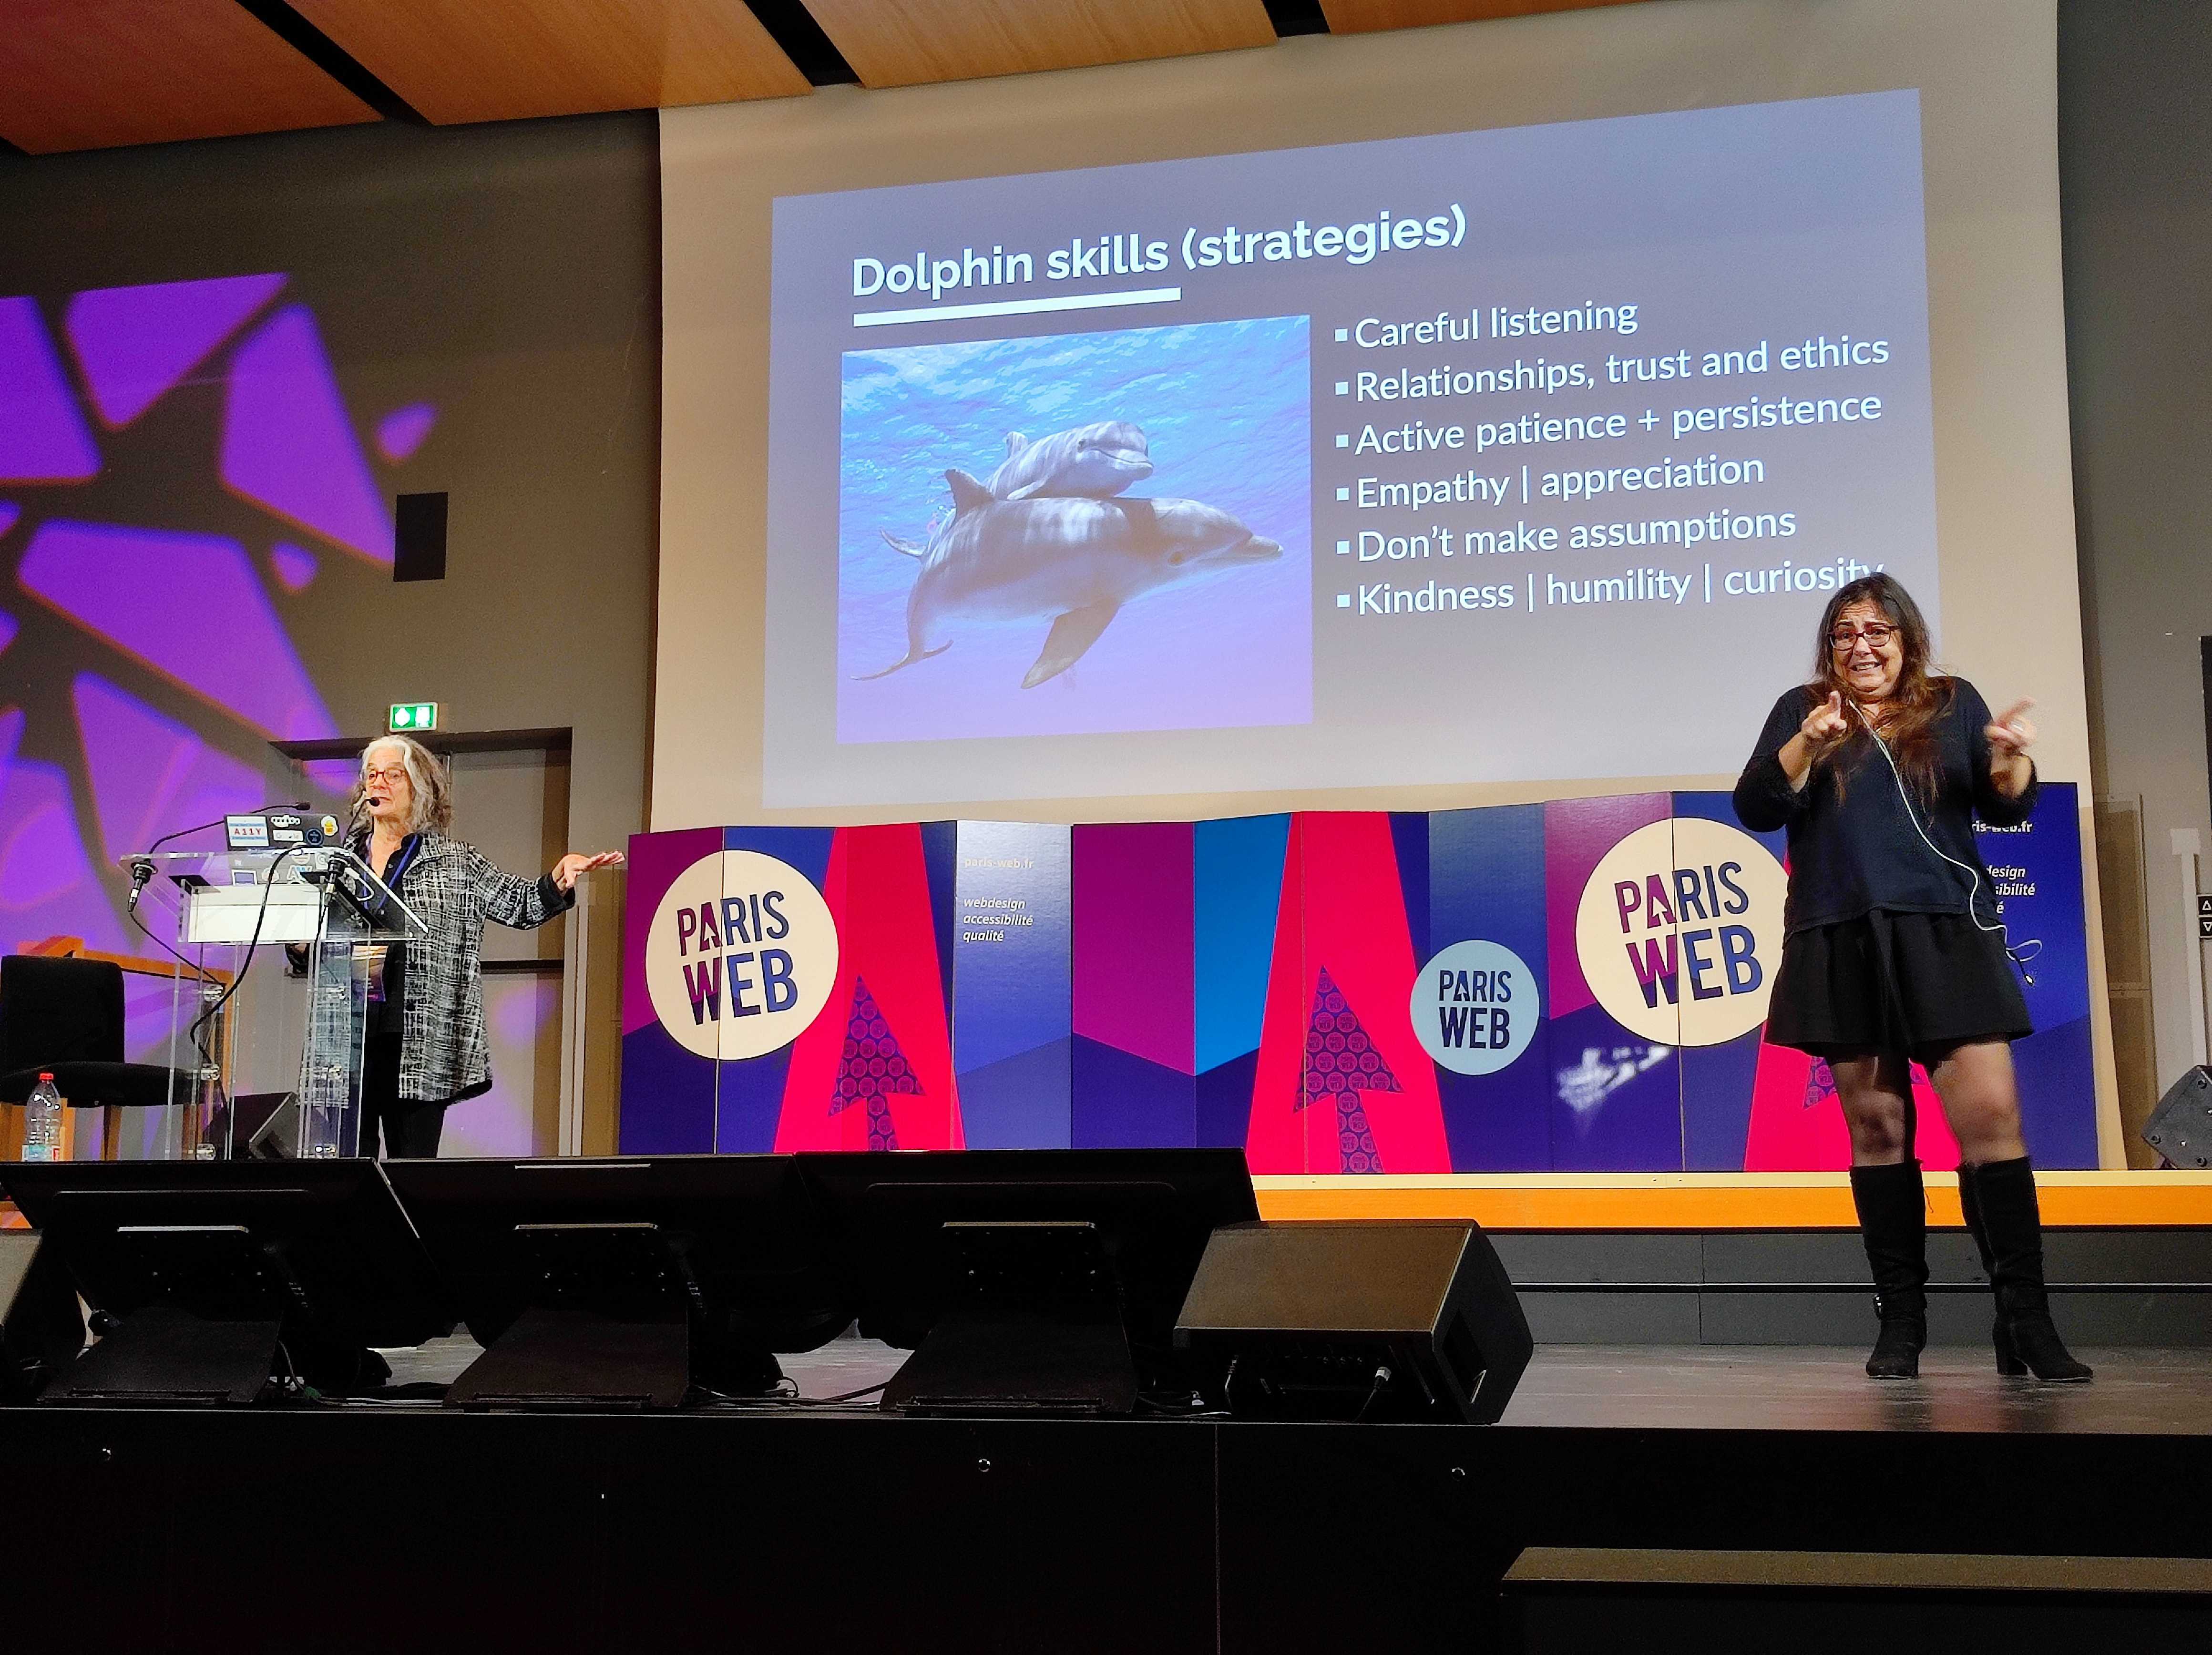 Dolphin skills (strategies)
Careful listening
Relationships, trust and ethics
Active patience + persistence
Empathy | appreciation
Don't make assumptions
Kindness | humility | curiosity
A11Y
PARIS
WEB
paris-web.fr
webdesign
accessibilité
qualité
PARIS
WEB
PARIS
WEB